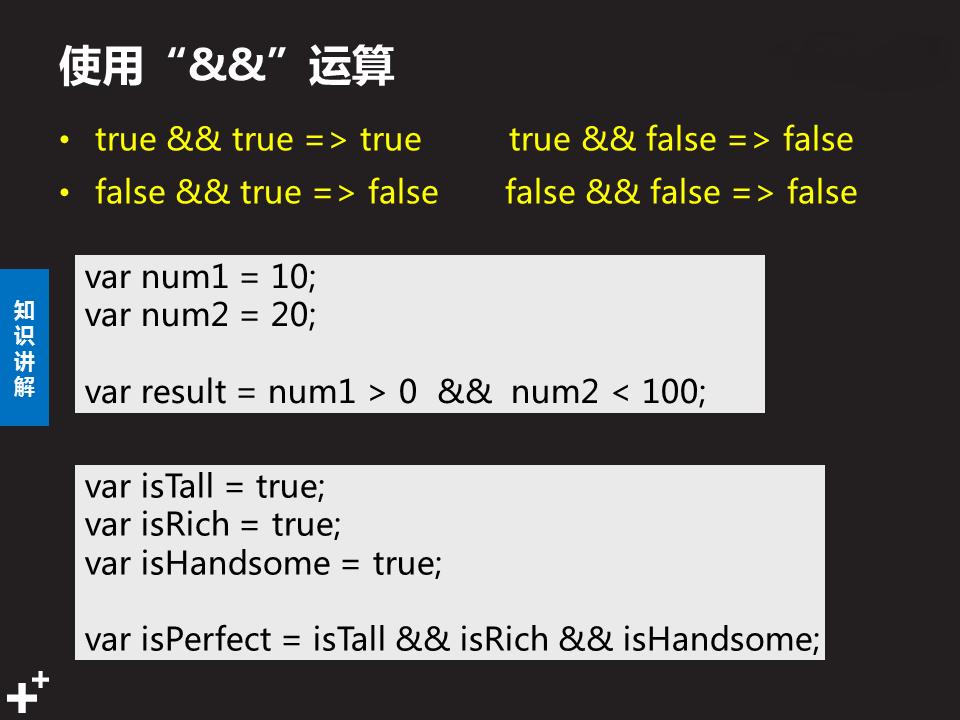 使用“&&”运算
• true && true => true true && false => false
• false && true => false false && false => false
var num1 = 10;
var num2 = 20;
var result = num1 > 0 && num2 < 100;
知
识
讲
解
var isTall = true;
var isRich = true;
var isHandsome = true;
var isPerfect = isTall && isRich && isHandsome;